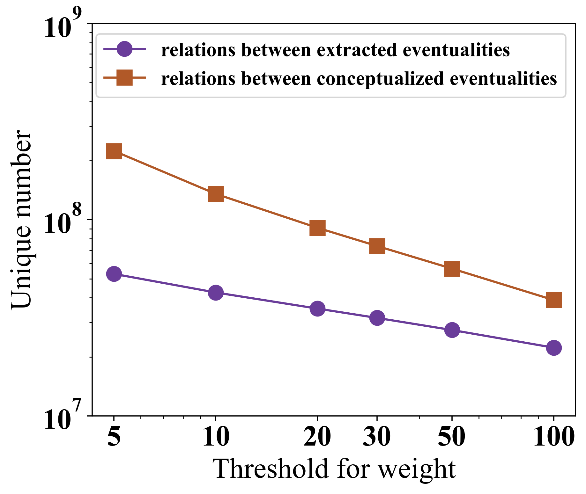 10^9
relations between extracted eventualities
relations between conceptualized eventualities
Unique number
10^8
10^7
5 10 20 30 50 100
Threshold for weight